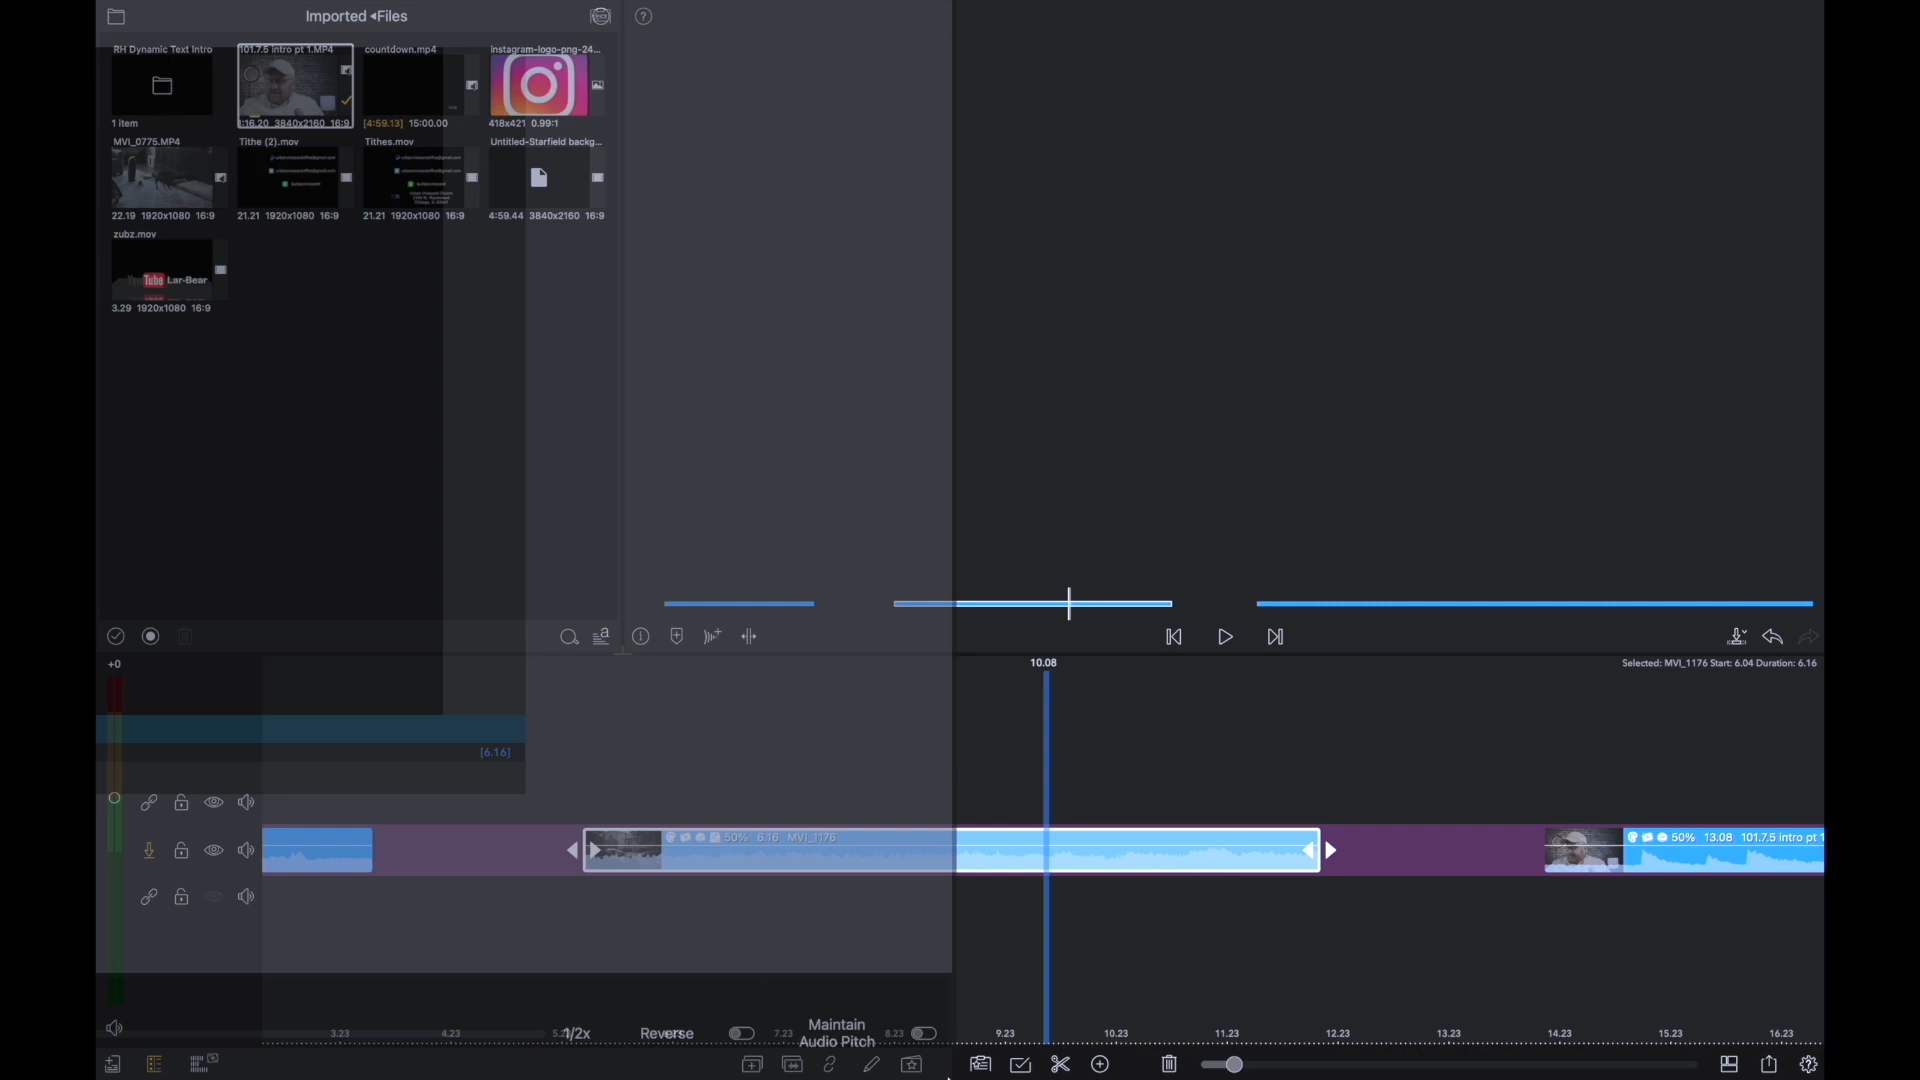 Imported ◂Files
RH Dynamic Text Intro
101.7.5 intro pt 1.MP4
countdown.mp4
instagram-logo-png-24...
1 item
1:16.20 3840x2160 16:9
[4:59.13] 15:00.00
418x421 0.99:1
MVI_0775.MP4
Tithe (2).mov
Tithes.mov
Untitled-Starfield backg...
22.19 1920x1080 16:9
21.21 1920x1080 16:9
21.21 1920x1080 16:9
4:59.44 3840x2160 16:9
zubz.mov
YouTube Lar-Bear
3.29 1920x1080 16:9
a
+0
10.08
Selected: MVI_1176 Start: 6.04 Duration: 6.16
[6.16]
50% 6.16 MVI_1176
50% 13.08 101.7.5 intro pt 1
3.23
4.23
1/2x
Reverse
7.23
Maintain
Audio Pitch
8.23
9.23
10.23
11.23
12.23
13.23
14.23
15.23
16.23